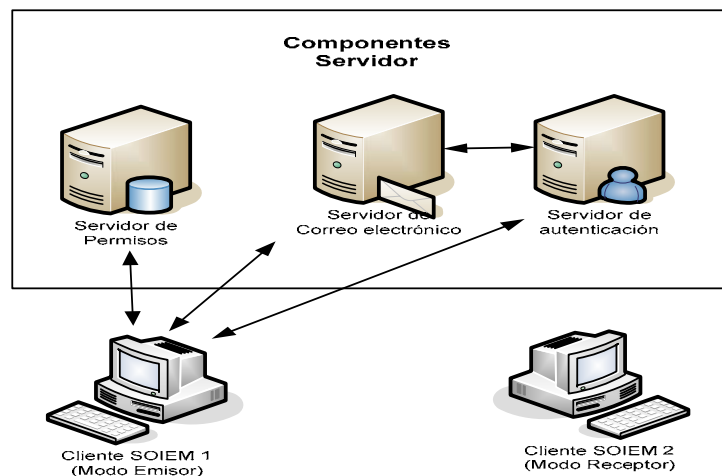 Componentes
Servidor
Servidor de
Permisos
Servidor de
Correo electrónico
Servidor de
autenticación
Cliente SOIEM 1
(Modo Emisor)
Cliente SOIEM 2
(Modo Receptor)